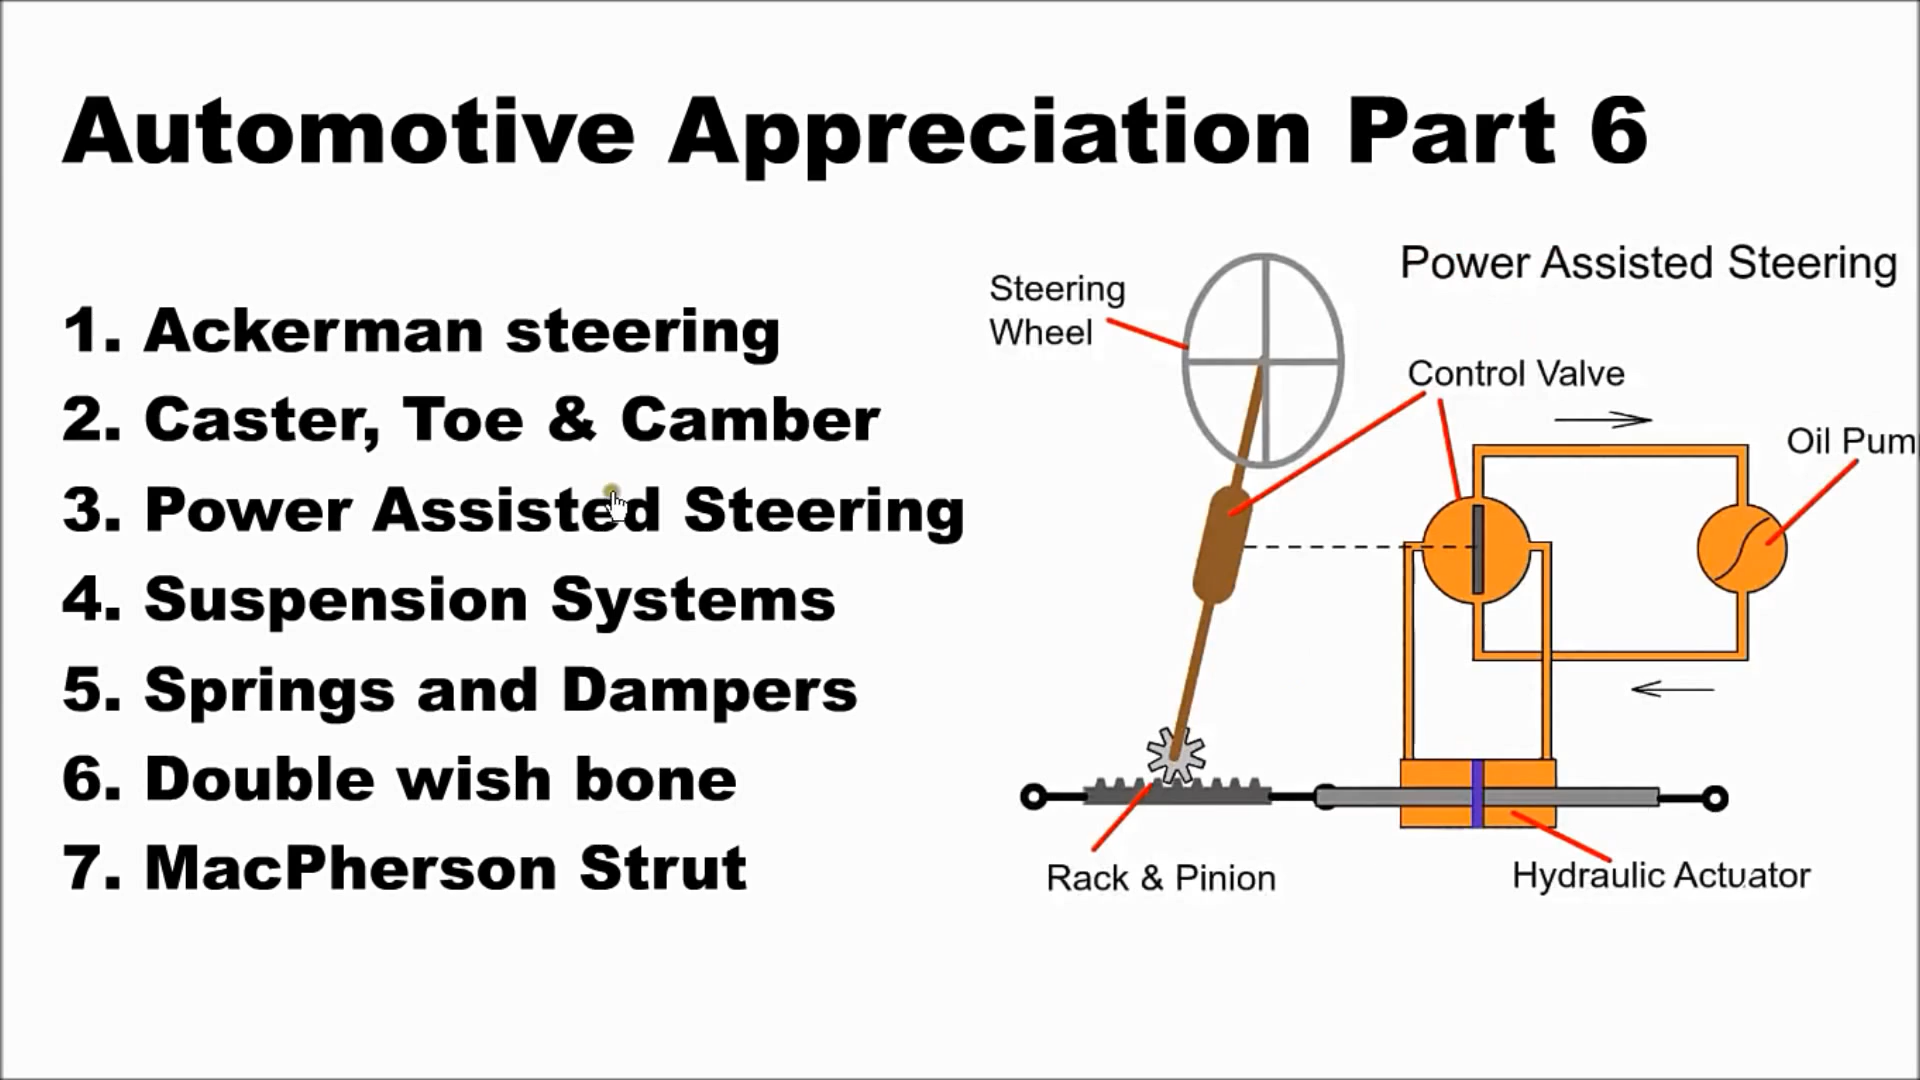 Automotive Appreciation Part 6
1. Ackerman steering
2. Caster, Toe & Camber
3. Power Assisted Steering
4. Suspension Systems
5. Springs and Dampers
6. Double wish bone
7. MacPherson Strut
Power Assisted Steering
Steering
Wheel
Control Valve
Oil Pum
Rack & Pinion
Hydraulic Actuator